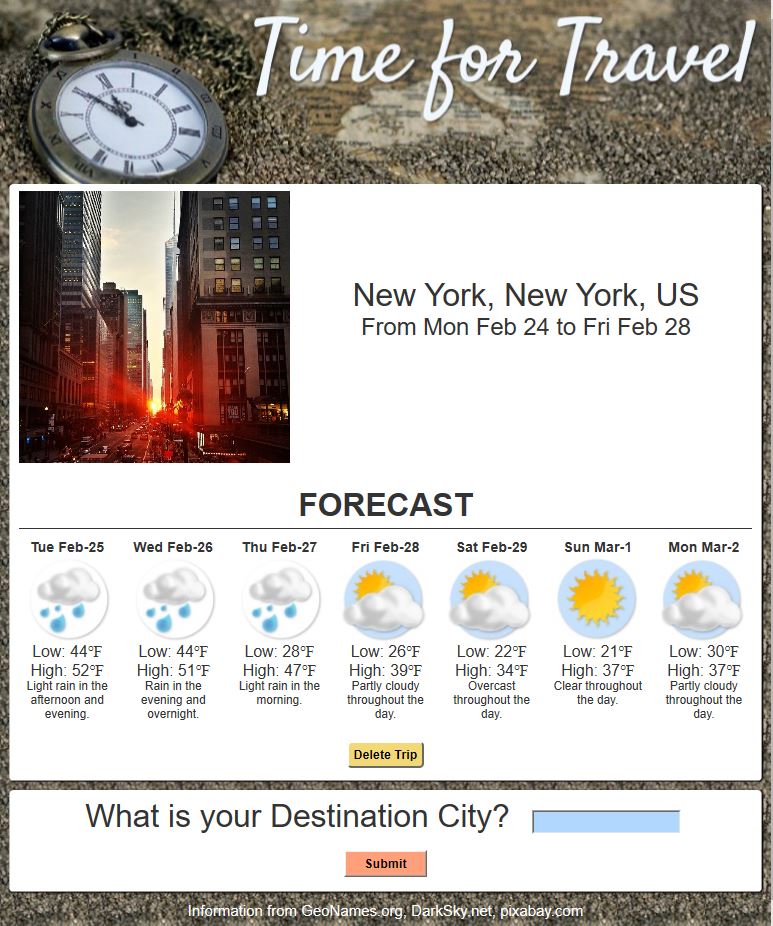 Time for Travel
New York, New York, US
From Mon Feb 24 to Fri Feb 28
FORECAST
Tue Feb-25 Wed Feb-26 Thu Feb-27 Fri Feb-28 Sat Feb-29 Sun Mar-1 Mon Mar-2
Low: 44°F Low: 44°F Low: 28°F Low: 26°F Low: 22°F Low: 21°F Low: 30°F
High: 52°F High: 51°F High: 47°F High: 39°F High: 34°F High: 37°F High: 37°F
Light rain in the Rain in the Light rain in the Partly cloudy Overcast Clear throughout Partly cloudy
afternoon and evening and morning. throughout the throughout the the day. throughout the
evening. overnight. day. day. day.
Delete Trip
What is your Destination City?
Submit
Information from GeoNames.org, DarkSky.net, pixabay.com